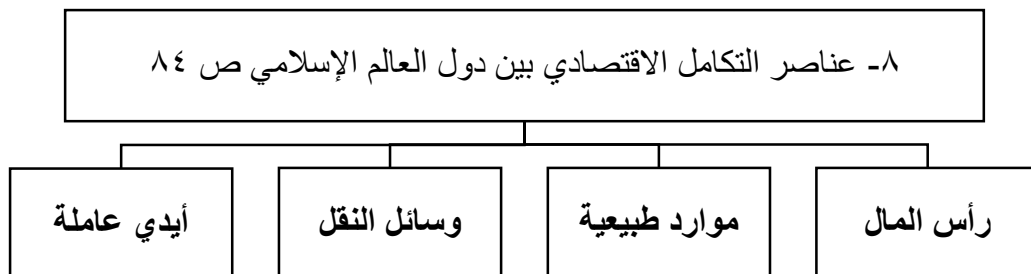 ٨- عناصر التكامل الاقتصادي بين دول العالم الإسلامي ص ٨٤
رأس المال
موارد طبيعية
وسائل النقل
أيدي عاملة